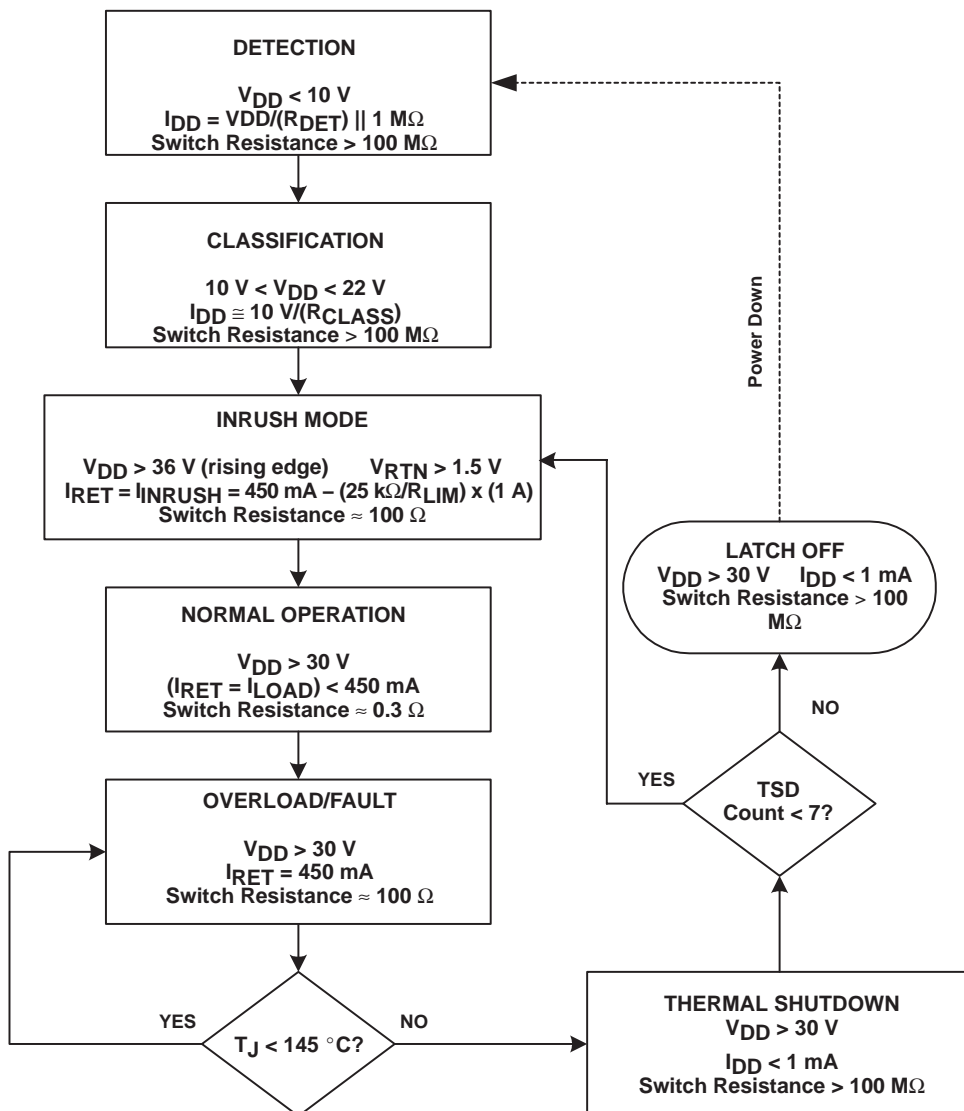 DETECTION
VDD < 10 V
IDD = VDD/(RDET) || 1 MΩ
Switch Resistance > 100 MΩ
CLASSIFICATION
10 V < VDD < 22 V
IDD ≅ 10 V/(RCLASS)
Switch Resistance > 100 MΩ
INRUSH MODE
VDD > 36 V (rising edge) VRTN > 1.5 V
IRET = IINRUSH = 450 mA – (25 kΩ/RLIM) x (1 A)
Switch Resistance ≈ 100 Ω
NORMAL OPERATION
VDD > 30 V
(IRET = ILOAD) < 450 mA
Switch Resistance ≈ 0.3 Ω
OVERLOAD/FAULT
VDD > 30 V
IRET = 450 mA
Switch Resistance ≈ 100 Ω
YES
TJ < 145 °C?
NO
THERMAL SHUTDOWN
VDD > 30 V
IDD < 1 mA
Switch Resistance > 100 MΩ
TSD
Count < 7?
YES
NO
LATCH OFF
VDD > 30 V IDD < 1 mA
Switch Resistance > 100
MΩ
Power Down